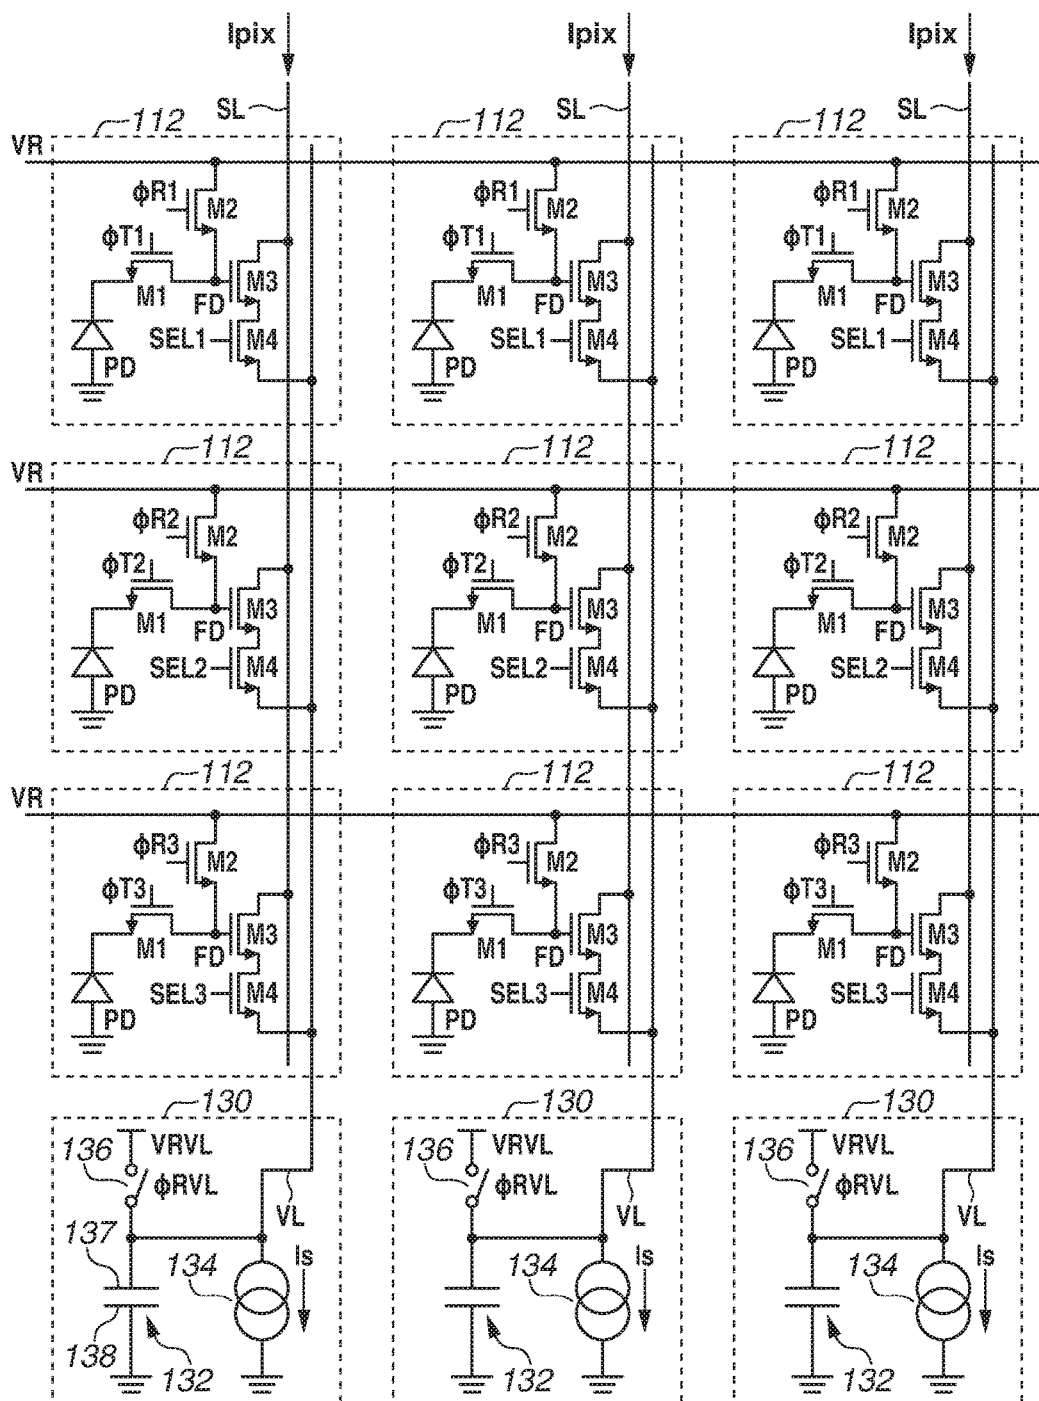 Ipix Ipix Ipix
SL SL SL
112 112 112
VR
ϕR1 M2 ϕR1 M2 ϕR1 M2
ϕT1 ϕT1 ϕT1
M1 FD M3 M1 FD M3 M1 FD M3
SEL1 M4 SEL1 M4 SEL1 M4
PD PD PD
112 112 112
VR
ϕR2 M2 ϕR2 M2 ϕR2 M2
ϕT2 ϕT2 ϕT2
M1 FD M3 M1 FD M3 M1 FD M3
SEL2 M4 SEL2 M4 SEL2 M4
PD PD PD
112 112 112
VR
ϕR3 M2 ϕR3 M2 ϕR3 M2
ϕT3 ϕT3 ϕT3
M1 FD M3 M1 FD M3 M1 FD M3
SEL3 M4 SEL3 M4 SEL3 M4
PD PD PD
130 130 130
136 VRVL 136 VRVL 136 VRVL
ϕRVL ϕRVL ϕRVL
VL VL VL
137 134 Is 134 Is 134 Is
138 132 132 132